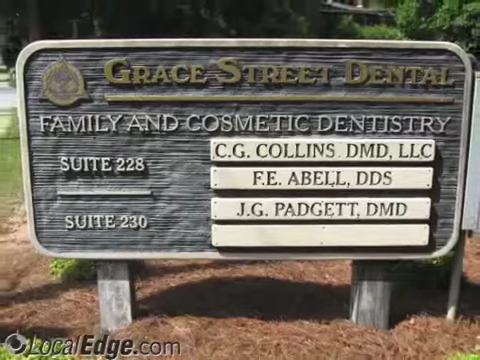 GRACE STREET DENTAL
FAMILY AND COSMETIC DENTISTRY
SUITE 228
C.G. COLLINS DMD, LLC
F.E. ABELL, DDS
SUITE 230
J.G. PADGETT, DMD
LocalEdge.com